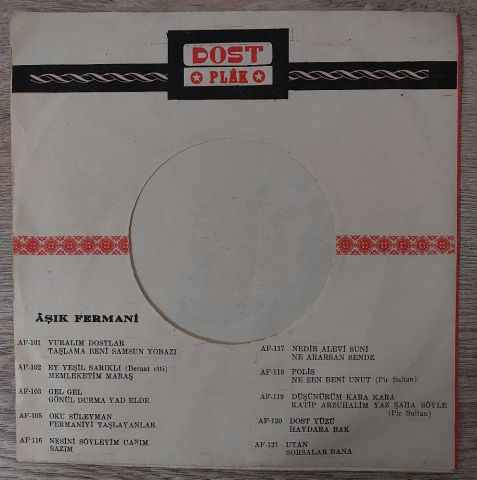 DOST
PLÂK
ÂŞIK FERMANİ
AF-101 VURALIM DOSTLAR
TAŞLAMA BENİ SAMSUN YOBAZI
AF-102 EY YEŞİL SARIKLI (Beraat etti)
MEMLEKETİM MARAŞ
AF-103 GEL GEL
GÖNÜL DURMA YAD ELDE
AF-105 OKU SÜLEYMAN
FERMANİYİ TAŞLAYANLAR
AF-116 NESİNİ SÖYLEYİM CANIM
SAZIM
AF-117 NEDİR ALEVİ SUNİ
NE ARARSAN SENDE
AF-118 POLİS
NE SEN BENİ UNUT (Pir Sultan)
AF-119 DÜŞÜNÜRÜM KARA KARA
KATİP ARZUHALİM YAZ ŞAHA SÖYLE
(Pir Sultan)
AF-120 DOST YÜZÜ
HAYDARA BAK
AF-121 UTAN
SORSALAR BANA